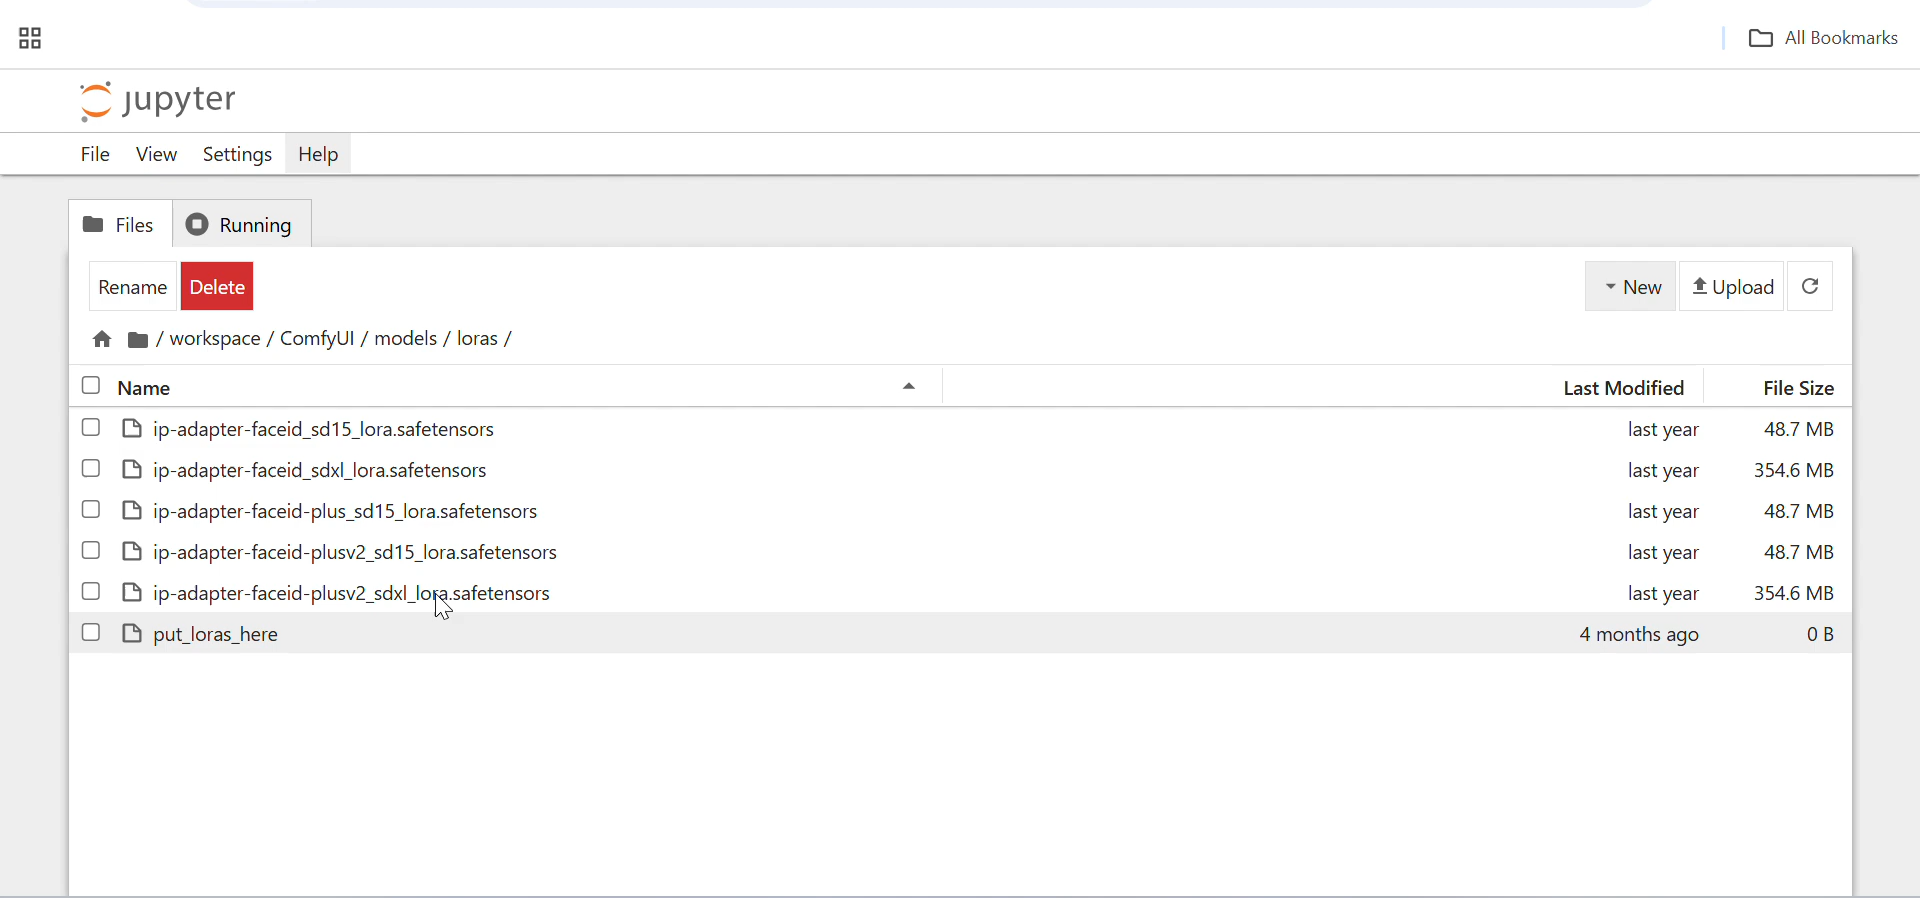 All Bookmarks
jupyter
File View Settings Help
Files Running
Rename Delete New Upload
/ workspace / ComfyUI / models / loras /
Name Last Modified File Size
ip-adapter-faceid_sd15_lora.safetensors last year 48.7 MB
ip-adapter-faceid_sdxl_lora.safetensors last year 354.6 MB
ip-adapter-faceid-plus_sd15_lora.safetensors last year 48.7 MB
ip-adapter-faceid-plusv2_sd15_lora.safetensors last year 48.7 MB
ip-adapter-faceid-plusv2_sdxl_lora.safetensors last year 354.6 MB
put_loras_here 4 months ago 0 B